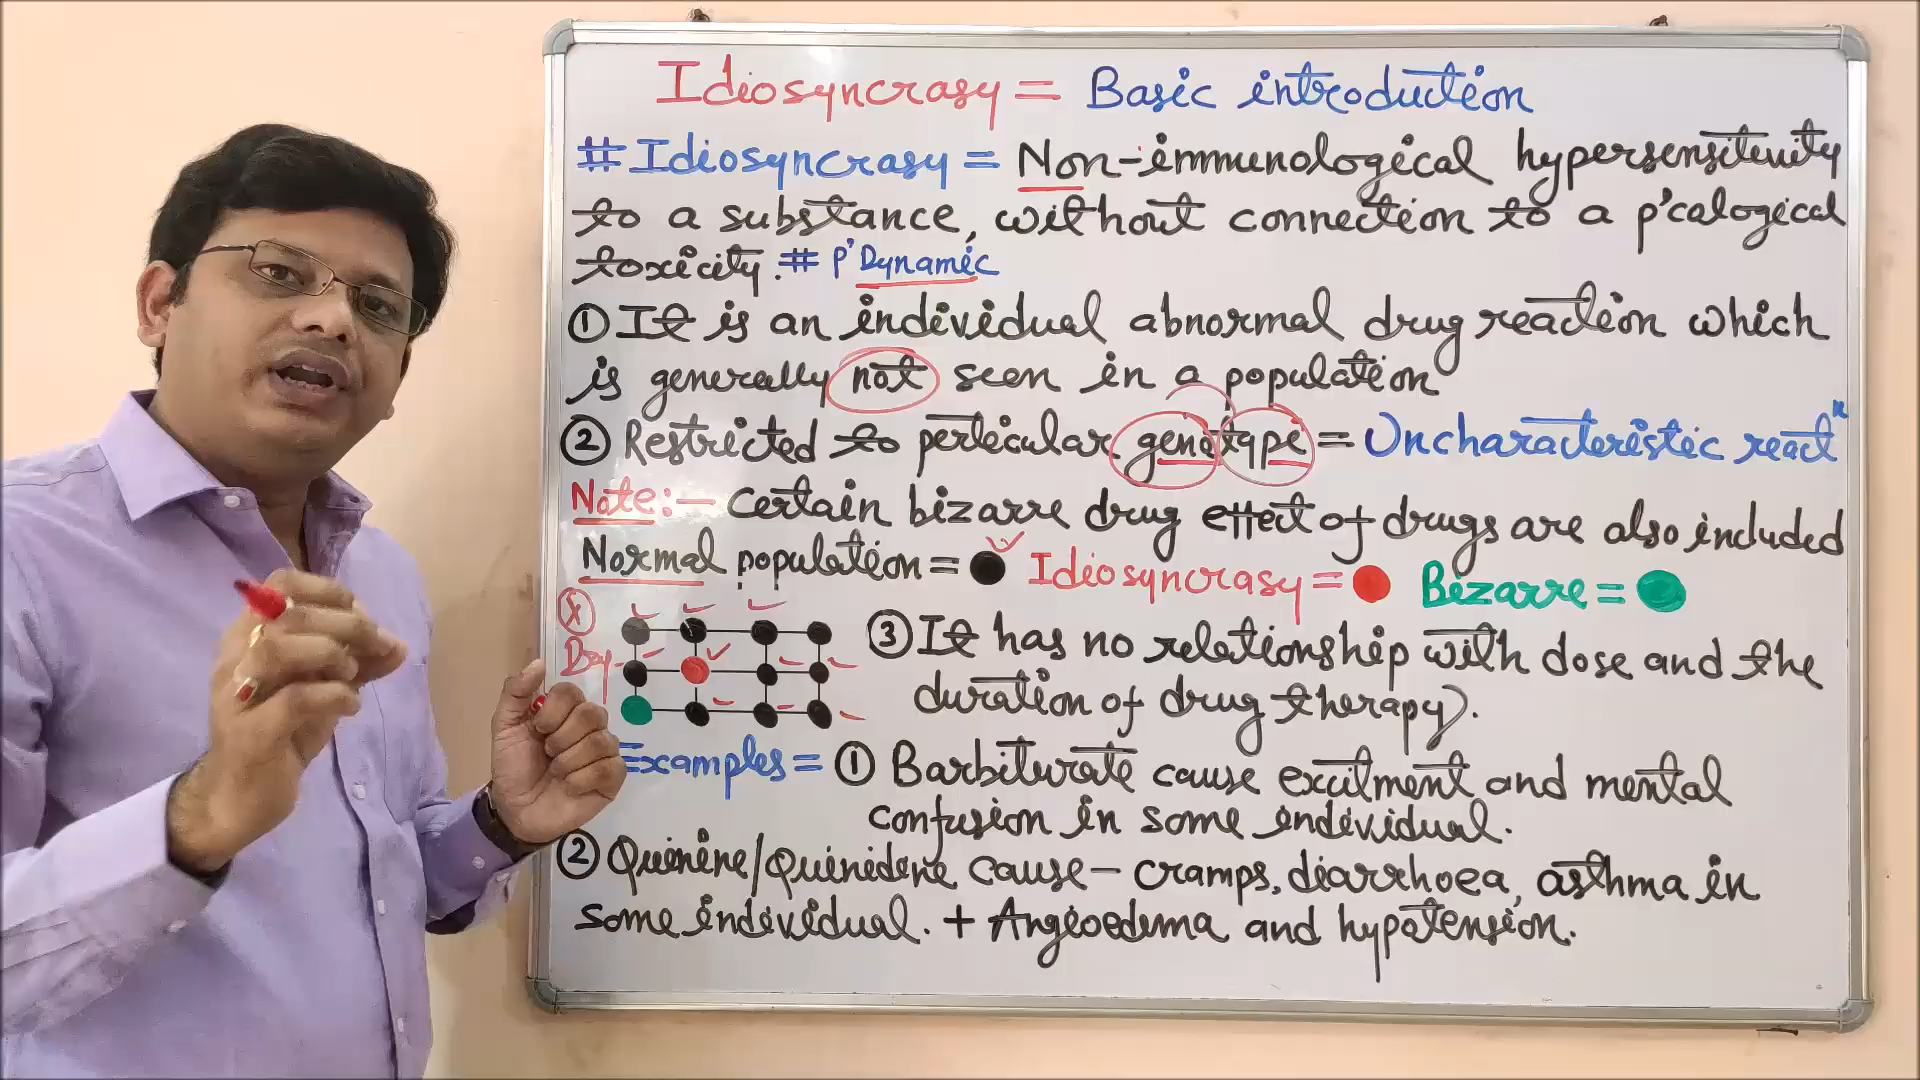 Idiosyncrasy = Basic introduction
# Idiosyncrasy = Non-immunological hypersensitivity
to a substance, without connection to a p'calogical
toxicity. # p'Dynamic
① It is an individual abnormal drug reaction which
is generally not seen in a population
② Restricted to perticular genotype = Uncharacteristic reactn
Note:- Certain bizarre drug effect of drugs are also included
Normal population = Idiosyncrasy = Bizarre =
③ It has no relationship with dose and the
duration of drug therapy).
Examples = ① Barbiturate cause excitment and mental
confusion in some individual.
② Quinine/Quinidine cause - cramps, diarrhoea, asthma in
some individual. + Angioedema and hypotension.